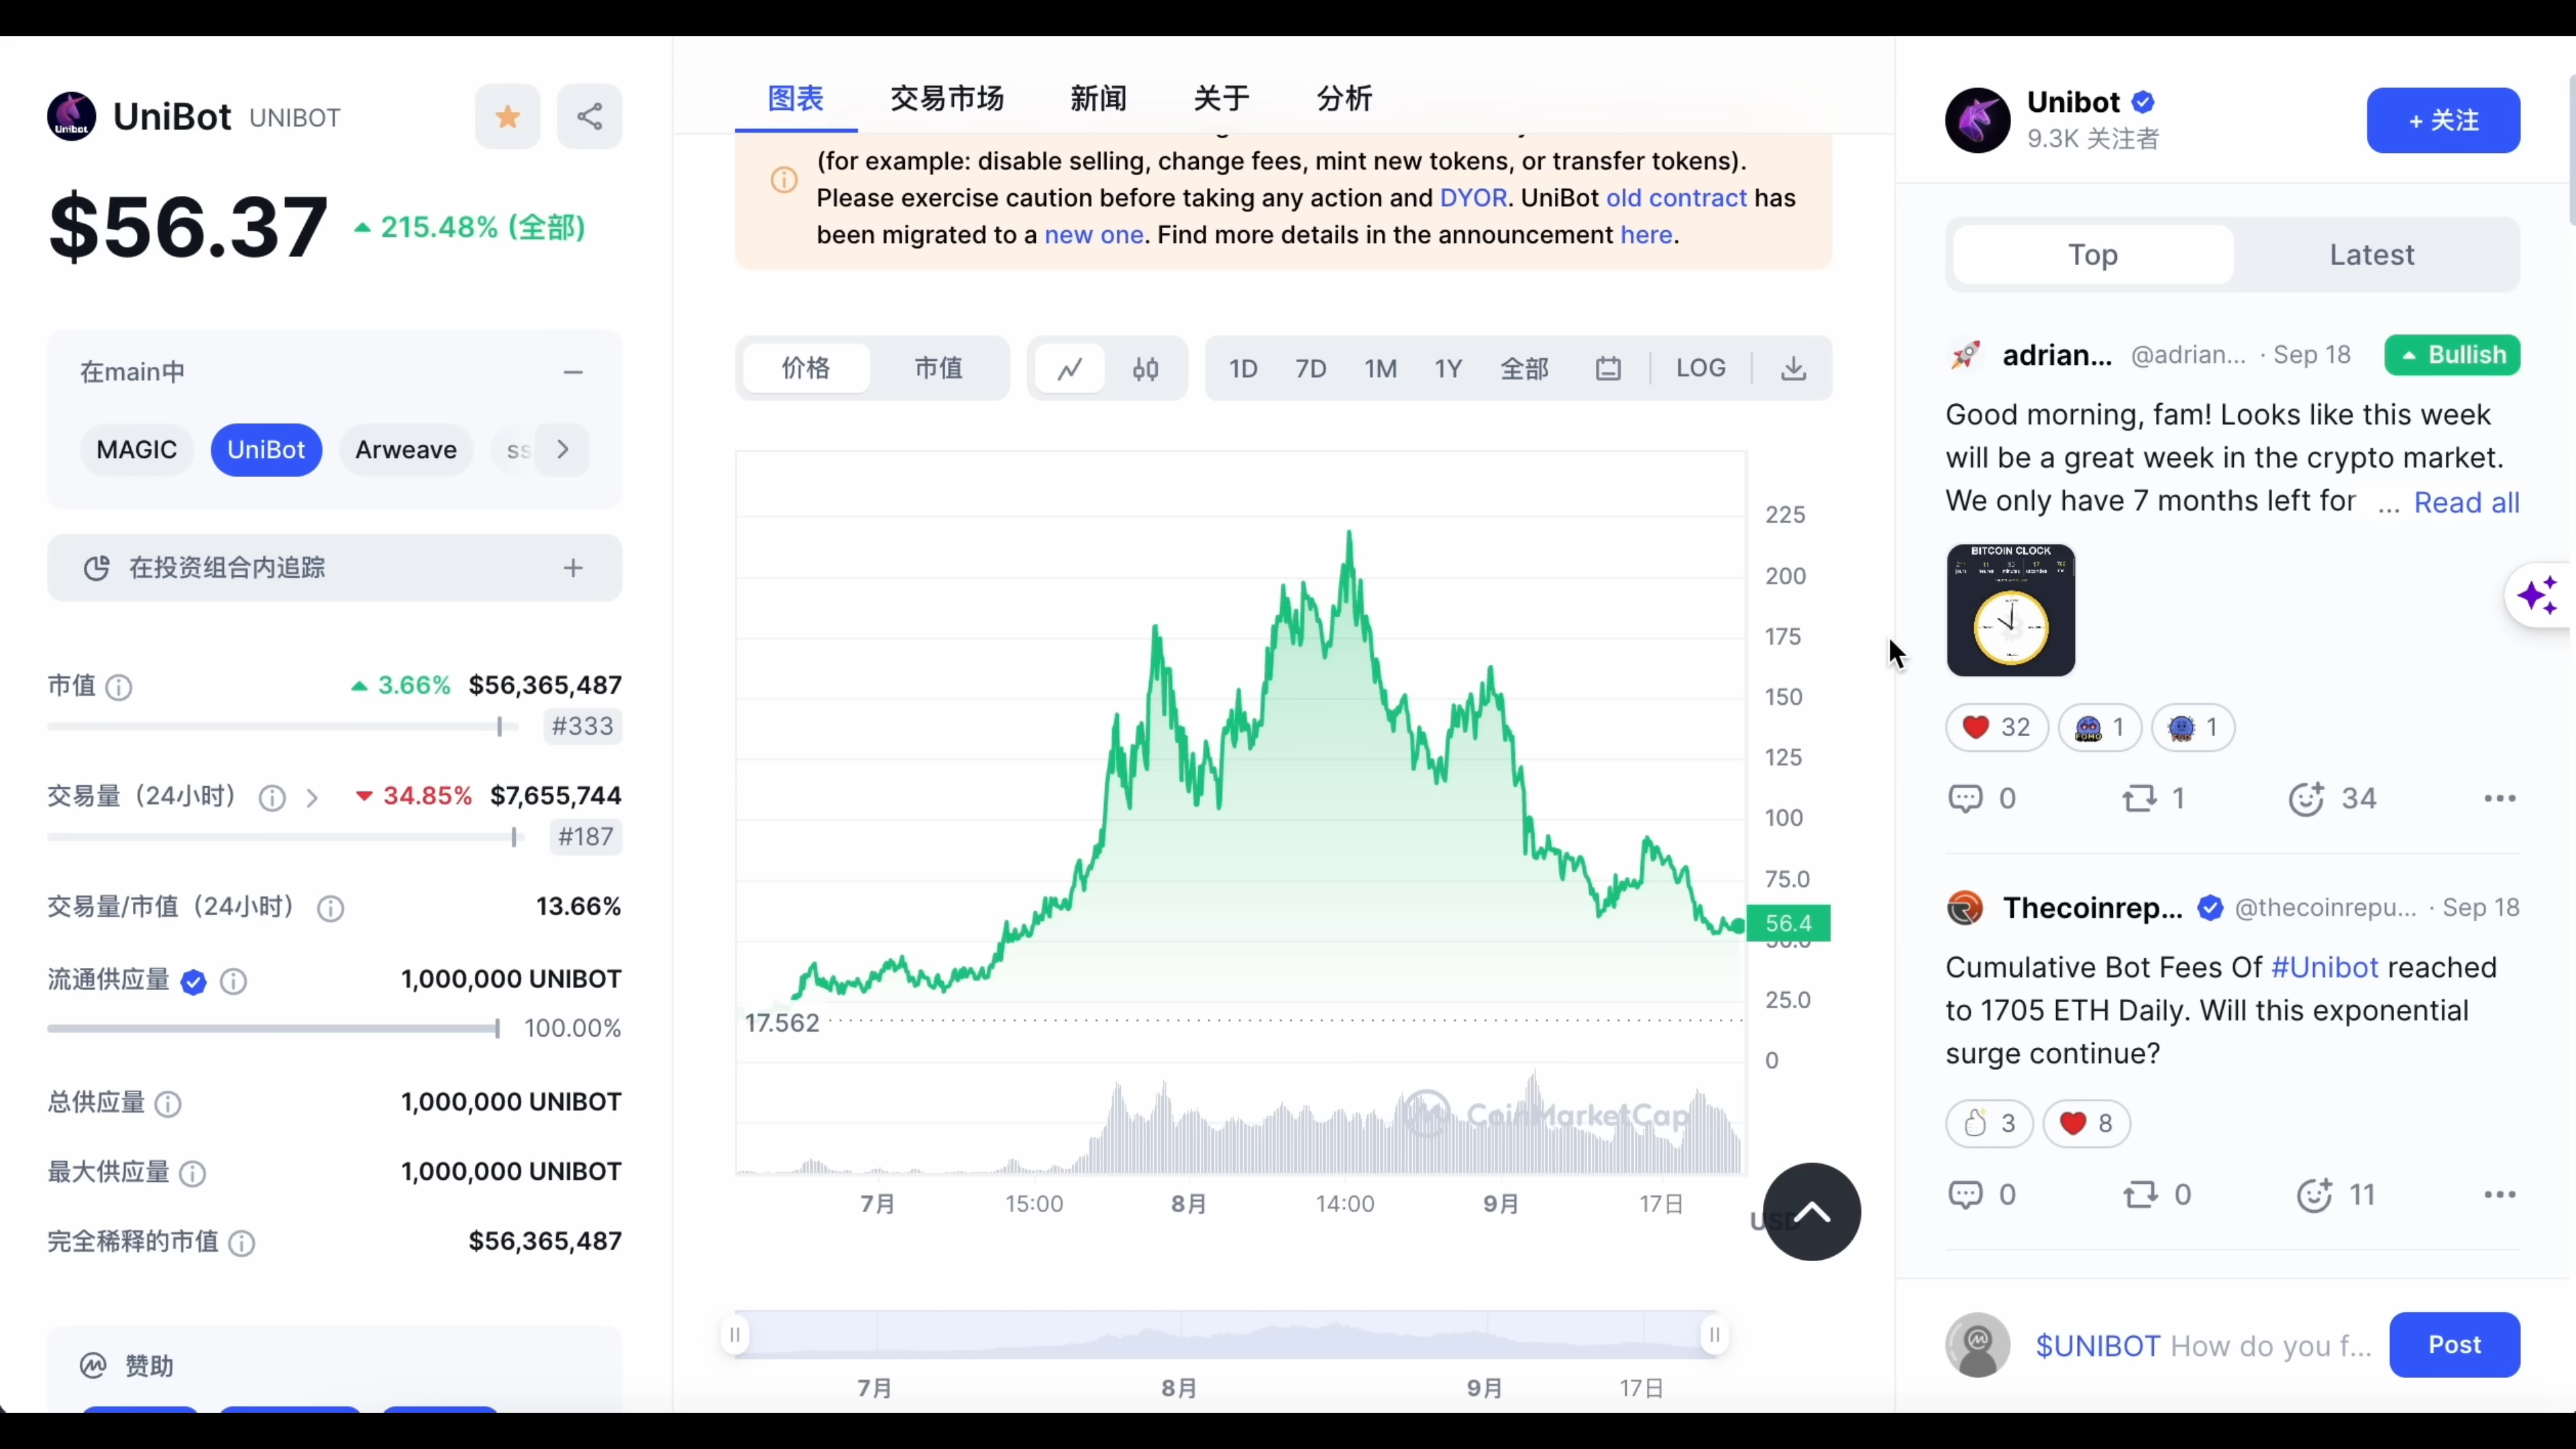 UniBot UNIBOT
$56.37 215.48% (全部)
在main中
MAGIC UniBot Arweave ss
在投资组合内追踪
市值 3.66% $56,365,487
#333
交易量（24小时） 34.85% $7,655,744
#187
交易量/市值（24小时） 13.66%
流通供应量 1,000,000 UNIBOT
100.00%
总供应量 1,000,000 UNIBOT
最大供应量 1,000,000 UNIBOT
完全稀释的市值 $56,365,487
赞助
图表 交易市场 新闻 关于 分析
(for example: disable selling, change fees, mint new tokens, or transfer tokens).
Please exercise caution before taking any action and DYOR. UniBot old contract has
been migrated to a new one. Find more details in the announcement here.
价格 市值 1D 7D 1M 1Y 全部 LOG
225
200
175
150
125
100
75.0
56.4
50.0
25.0
17.562
0
CoinMarketCap
7月 15:00 8月 14:00 9月 17日
USD
7月 8月 9月 17日
Unibot
9.3K 关注者
+ 关注
Top Latest
adrian... @adrian... · Sep 18 Bullish
Good morning, fam! Looks like this week
will be a great week in the crypto market.
We only have 7 months left for ... Read all
BITCOIN CLOCK
32 1 1
0 1 34
Thecoinrep... @thecoinrepu... · Sep 18
Cumulative Bot Fees Of #Unibot reached
to 1705 ETH Daily. Will this exponential
surge continue?
3 8
0 0 11
$UNIBOT How do you f... Post